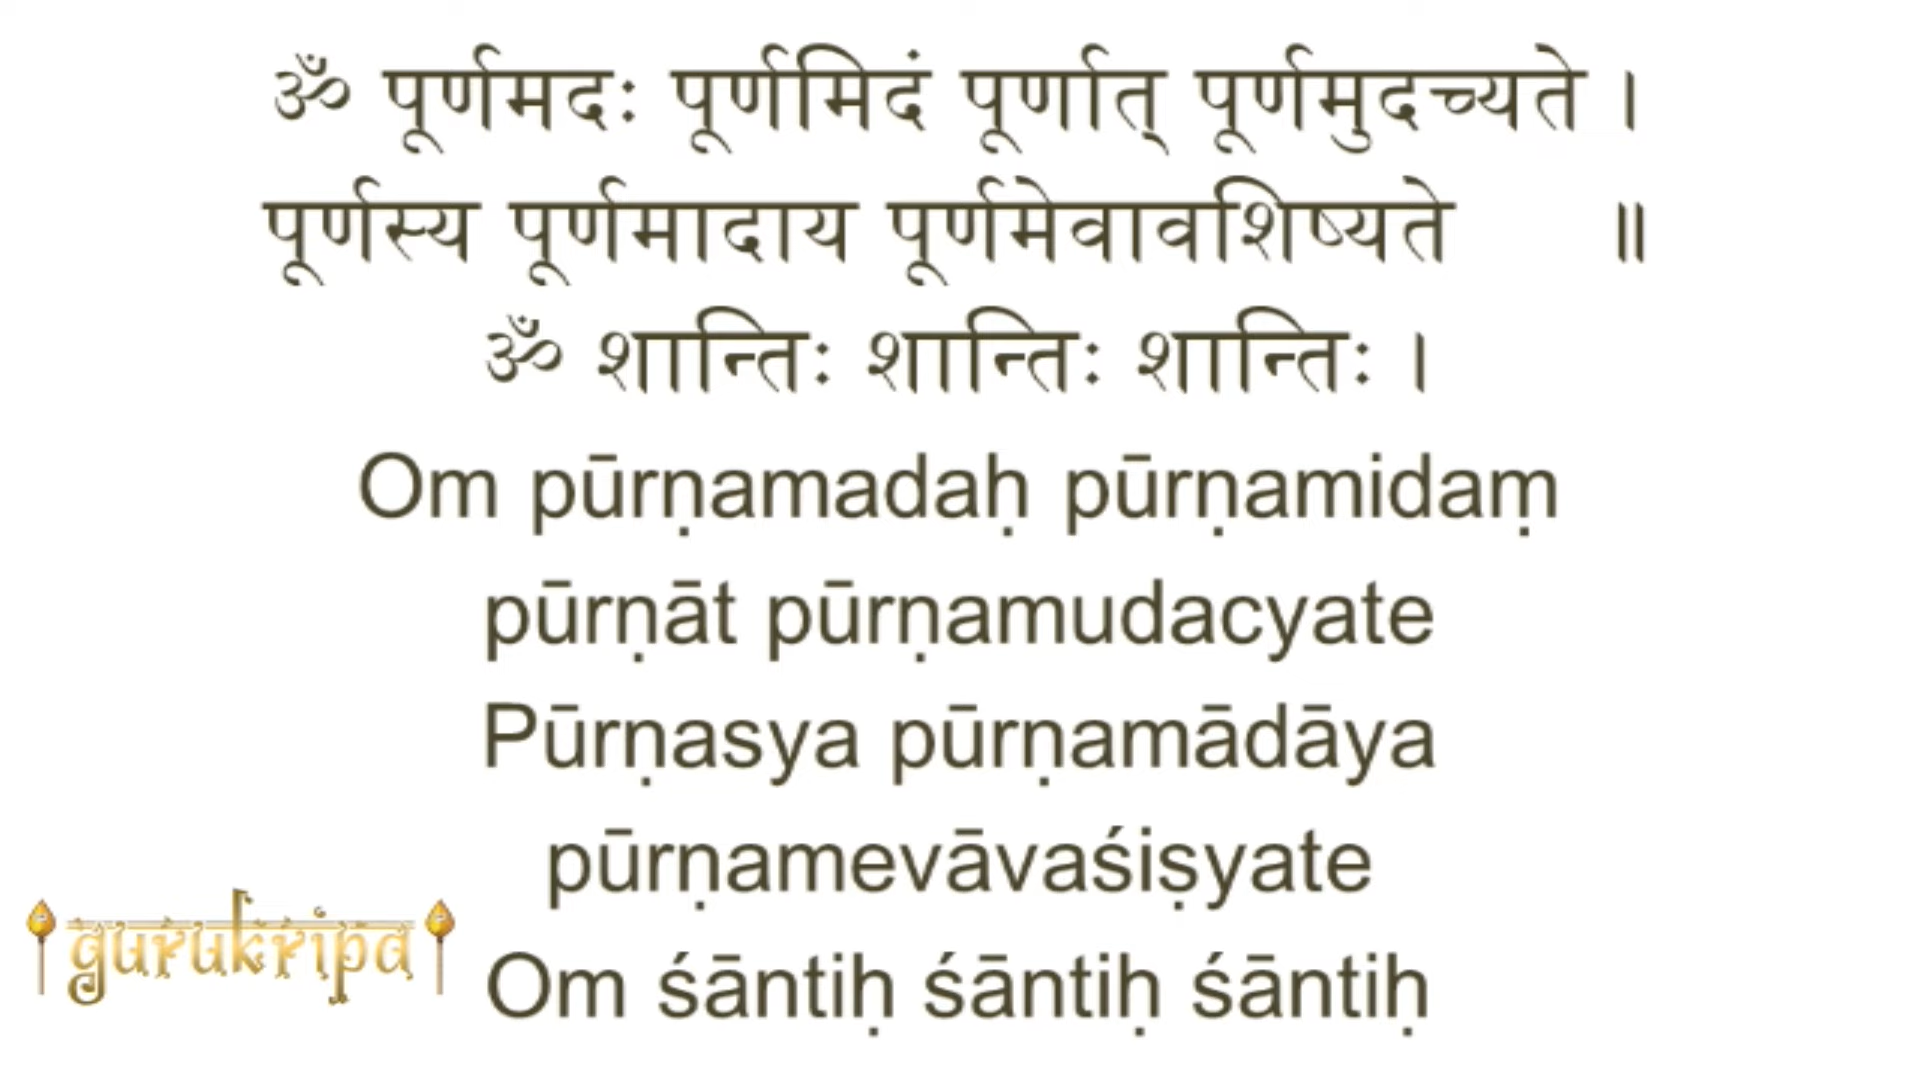 ॐ पूर्णमदः पूर्णमिदं पूर्णात् पूर्णमुदच्यते ।
पूर्णस्य पूर्णमादाय पूर्णमेवावशिष्यते ॥
ॐ शान्तिः शान्तिः शान्तिः ।
Om pūrṇamadaḥ pūrṇamidaṃ
pūrṇāt pūrṇamudacyate
Pūrṇasya pūrṇamādāya
pūrṇamevāvaśiṣyate
gurukripa
Om śāntiḥ śāntiḥ śāntiḥ